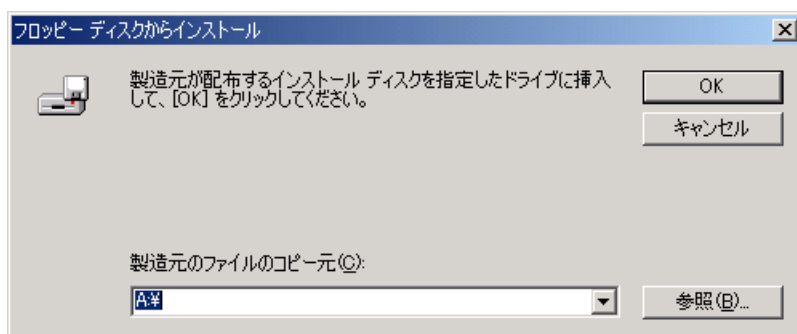 フロッピー ディスクからインストール
製造元が配布するインストール ディスクを指定したドライブに挿入
して、[OK] をクリックしてください。
OK
キャンセル
製造元のファイルのコピー元(C):
A:¥
参照(B)...